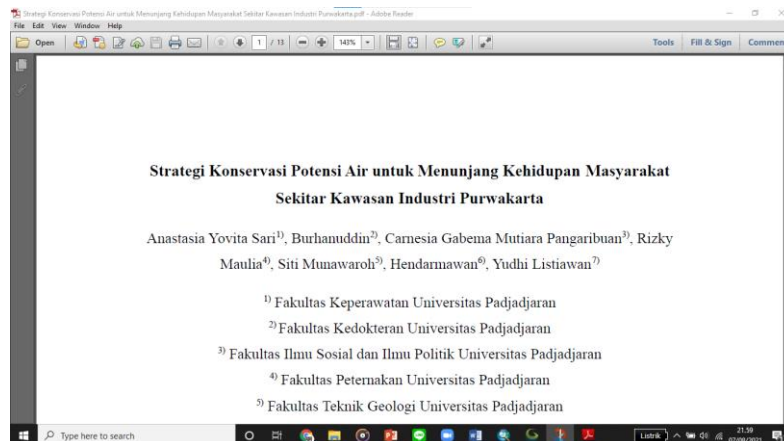 Strategi Konservasi Potensi Air untuk Menunjang Kehidupan Masyarakat Sekitar Kawasan Industri Purwakarta.pdf - Adobe Reader
File Edit View Window Help
Open 1 / 13 143% Tools Fill & Sign Commen
Strategi Konservasi Potensi Air untuk Menunjang Kehidupan Masyarakat
Sekitar Kawasan Industri Purwakarta
Anastasia Yovita Sari¹⁾, Burhanuddin²⁾, Carnesia Gabema Mutiara Pangaribuan³⁾, Rizky
Maulia⁴⁾, Siti Munawaroh⁵⁾, Hendarmawan⁶⁾, Yudhi Listiawan⁷⁾
¹⁾ Fakultas Keperawatan Universitas Padjadjaran
²⁾ Fakultas Kedokteran Universitas Padjadjaran
³⁾ Fakultas Ilmu Sosial dan Ilmu Politik Universitas Padjadjaran
⁴⁾ Fakultas Peternakan Universitas Padjadjaran
⁵⁾ Fakultas Teknik Geologi Universitas Padjadjaran
Type here to search Listrik 21.59
07/09/2021